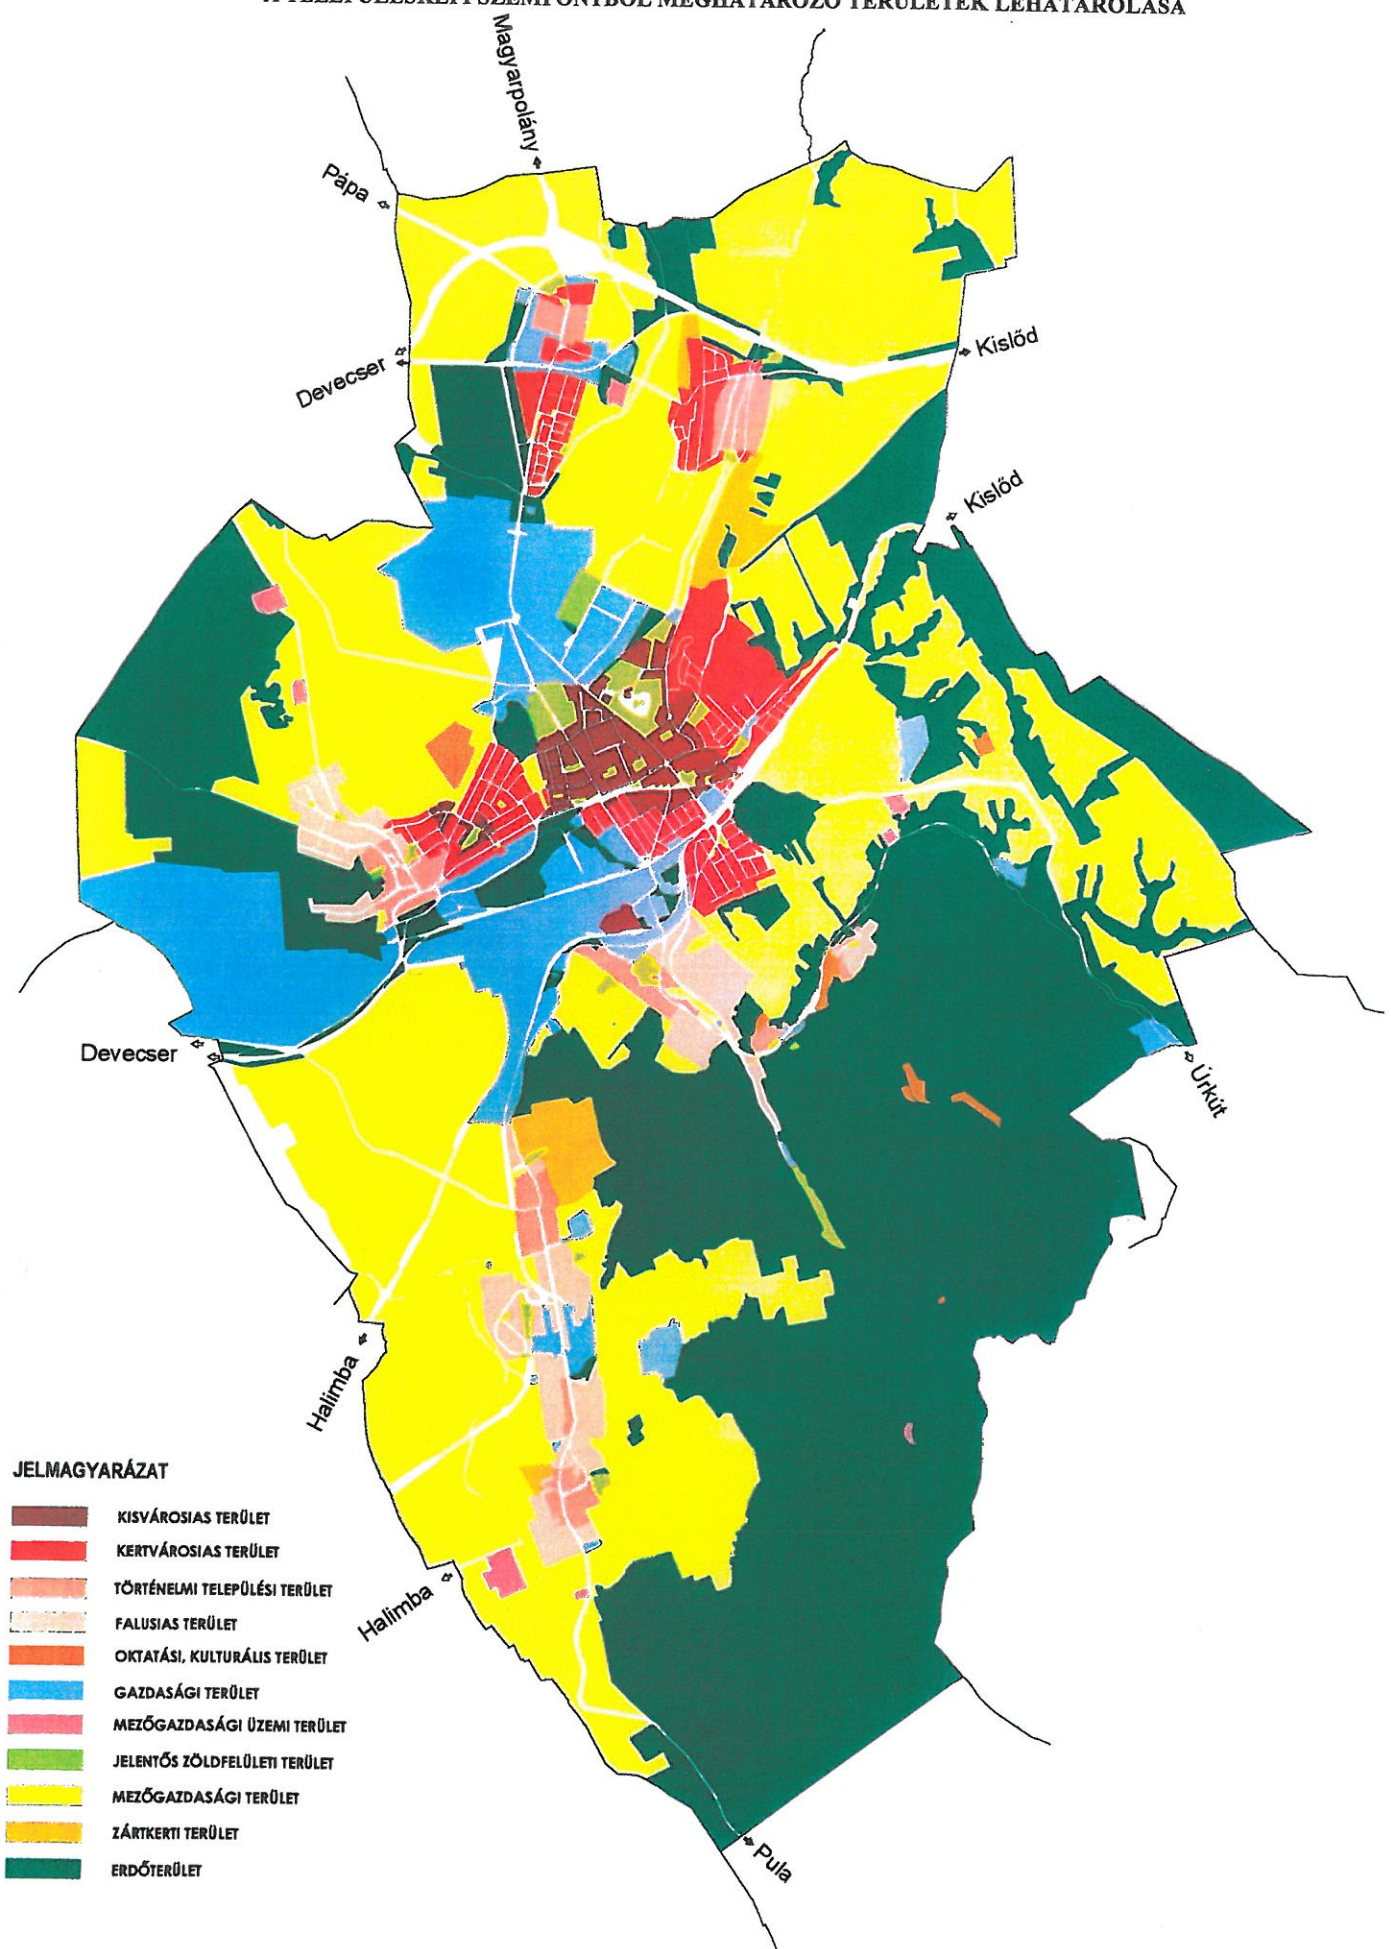 A TELEPÜLÉSKÉPI SZEMPONTBÓL MEGHATÁROZÓ TERÜLETEK LEHATÁROLÁSA
Magyarpolány
Pápa
Devecser
Kislőd
Kislőd
Devecser
Úrkút
Halimba
Halimba
Pula
JELMAGYARÁZAT
KISVÁROSIAS TERÜLET
KERTVÁROSIAS TERÜLET
TÖRTÉNELMI TELEPÜLÉSI TERÜLET
FALUSIAS TERÜLET
OKTATÁSI, KULTURÁLIS TERÜLET
GAZDASÁGI TERÜLET
MEZŐGAZDASÁGI ÜZEMI TERÜLET
JELENTŐS ZÖLDFELÜLETI TERÜLET
MEZŐGAZDASÁGI TERÜLET
ZÁRTKERTI TERÜLET
ERDŐTERÜLET